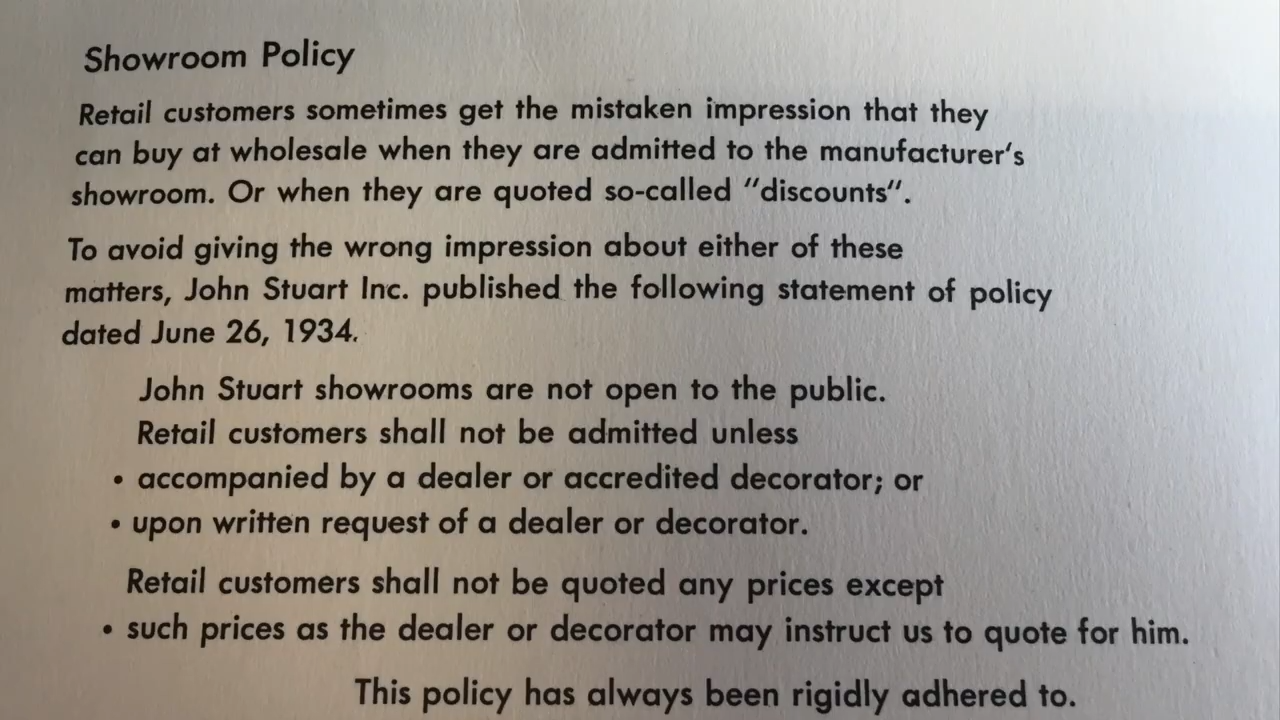 Showroom Policy
Retail customers sometimes get the mistaken impression that they
can buy at wholesale when they are admitted to the manufacturer's
showroom. Or when they are quoted so-called "discounts".
To avoid giving the wrong impression about either of these
matters, John Stuart Inc. published the following statement of policy
dated June 26, 1934.
John Stuart showrooms are not open to the public.
Retail customers shall not be admitted unless
• accompanied by a dealer or accredited decorator; or
• upon written request of a dealer or decorator.
Retail customers shall not be quoted any prices except
• such prices as the dealer or decorator may instruct us to quote for him.
This policy has always been rigidly adhered to.